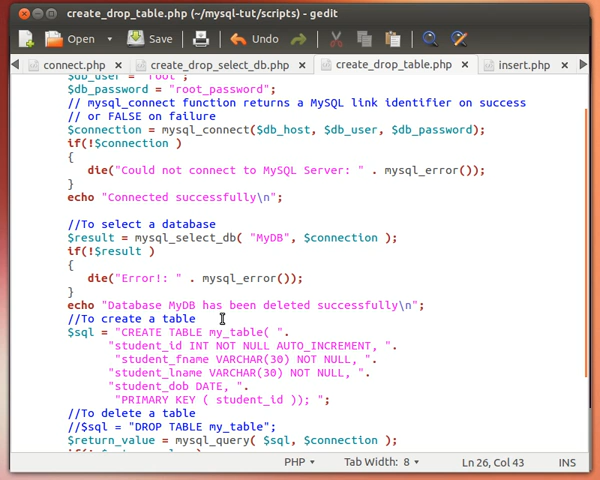 create_drop_table.php (~/mysql-tut/scripts) - gedit
Open Save Undo
connect.php create_drop_select_db.php create_drop_table.php insert.php
$db_user = "root";
$db_password = "root_password";
// mysql_connect function returns a MySQL link identifier on success
// or FALSE on failure
$connection = mysql_connect($db_host, $db_user, $db_password);
if(!$connection )
{
die("Could not connect to MySQL Server: " . mysql_error());
}
echo "Connected successfully\n";
//To select a database
$result = mysql_select_db( "MyDB", $connection );
if(!$result )
{
die("Error!: " . mysql_error());
}
echo "Database MyDB has been deleted successfully\n";
//To create a table
$sql = "CREATE TABLE my_table( ".
"student_id INT NOT NULL AUTO_INCREMENT, ".
"student_fname VARCHAR(30) NOT NULL, ".
"student_lname VARCHAR(30) NOT NULL, ".
"student_dob DATE, ".
"PRIMARY KEY ( student_id )); ";
//To delete a table
//$sql = "DROP TABLE my_table";
$return_value = mysql_query( $sql, $connection );
PHP Tab Width: 8 Ln 26, Col 43 INS